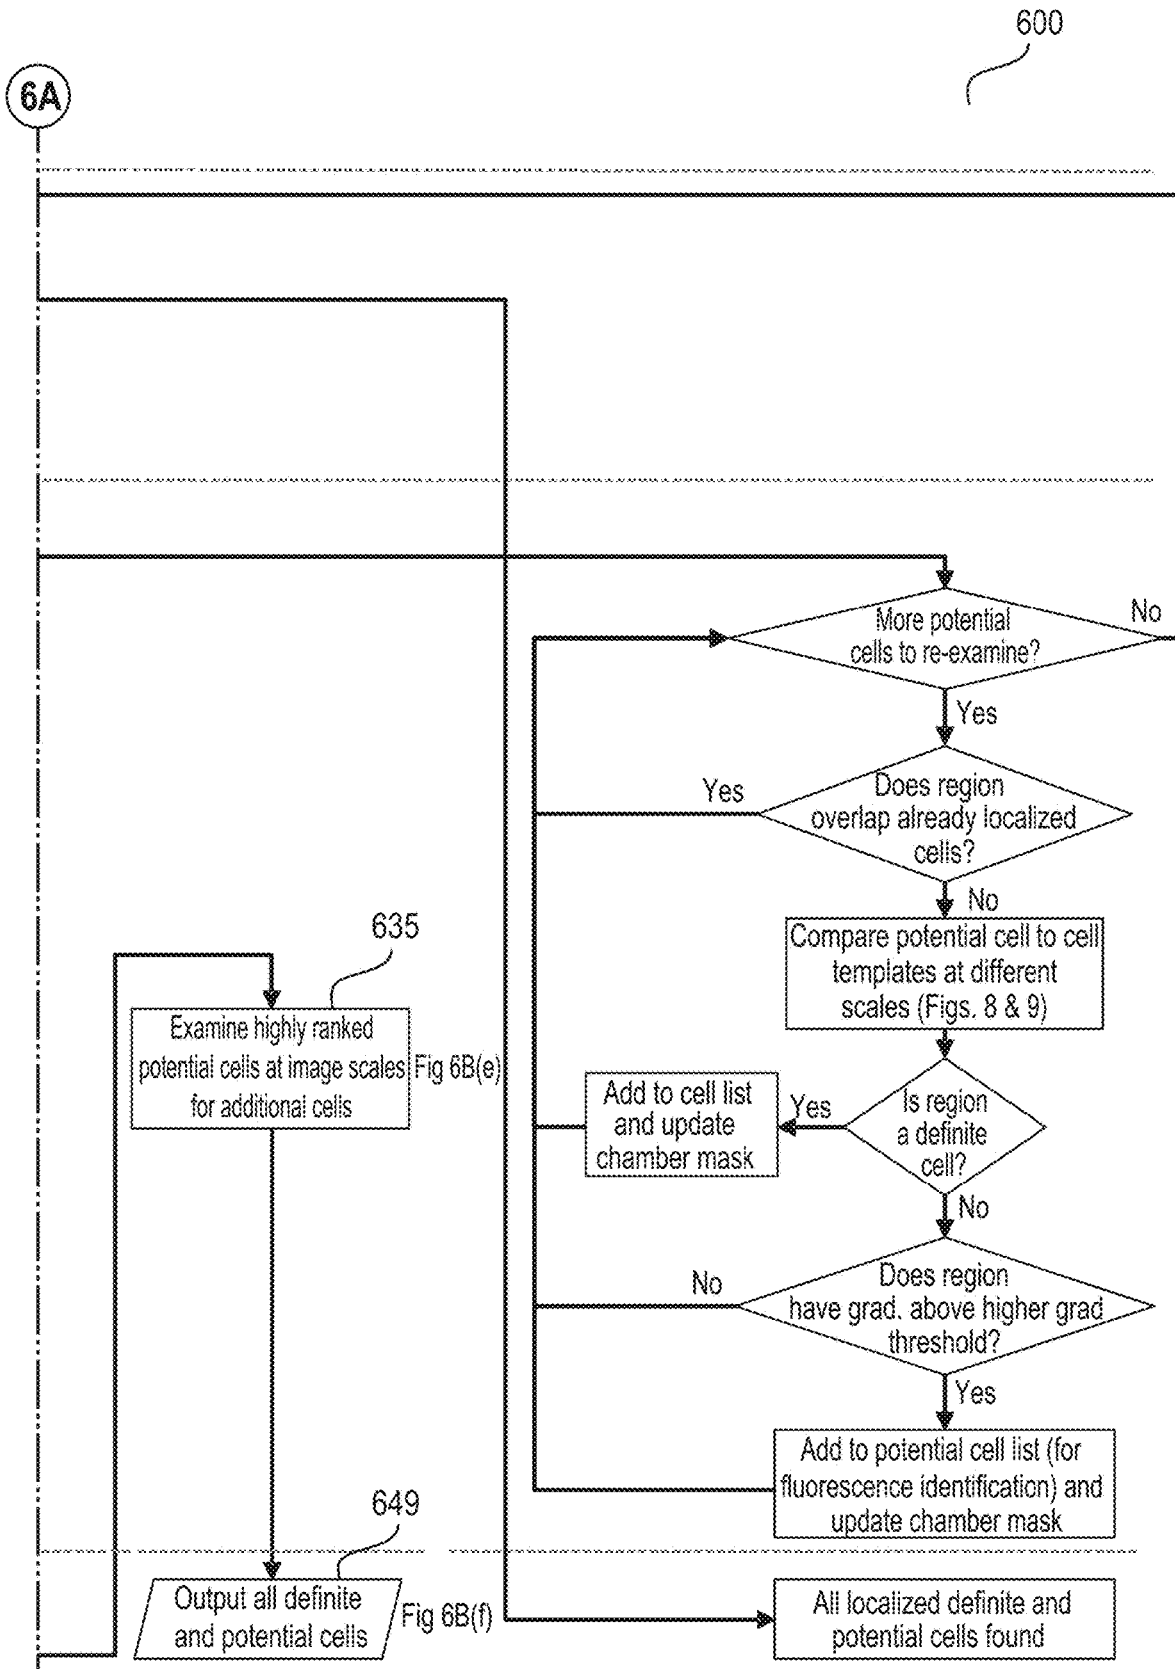 600
6A
More potential
cells to re-examine?
No
Yes
Does region
overlap already localized
cells?
Yes
No
Compare potential cell to cell
templates at different
scales (Figs. 8 & 9)
635
Examine highly ranked
potential cells at image scales
for additional cells
Fig 6B(e)
Add to cell list
and update
chamber mask
Yes
Is region
a definite
cell?
No
Does region
have grad. above higher grad
threshold?
No
Yes
Add to potential cell list (for
fluorescence identification) and
update chamber mask
649
Output all definite
and potential cells
Fig 6B(f)
All localized definite and
potential cells found